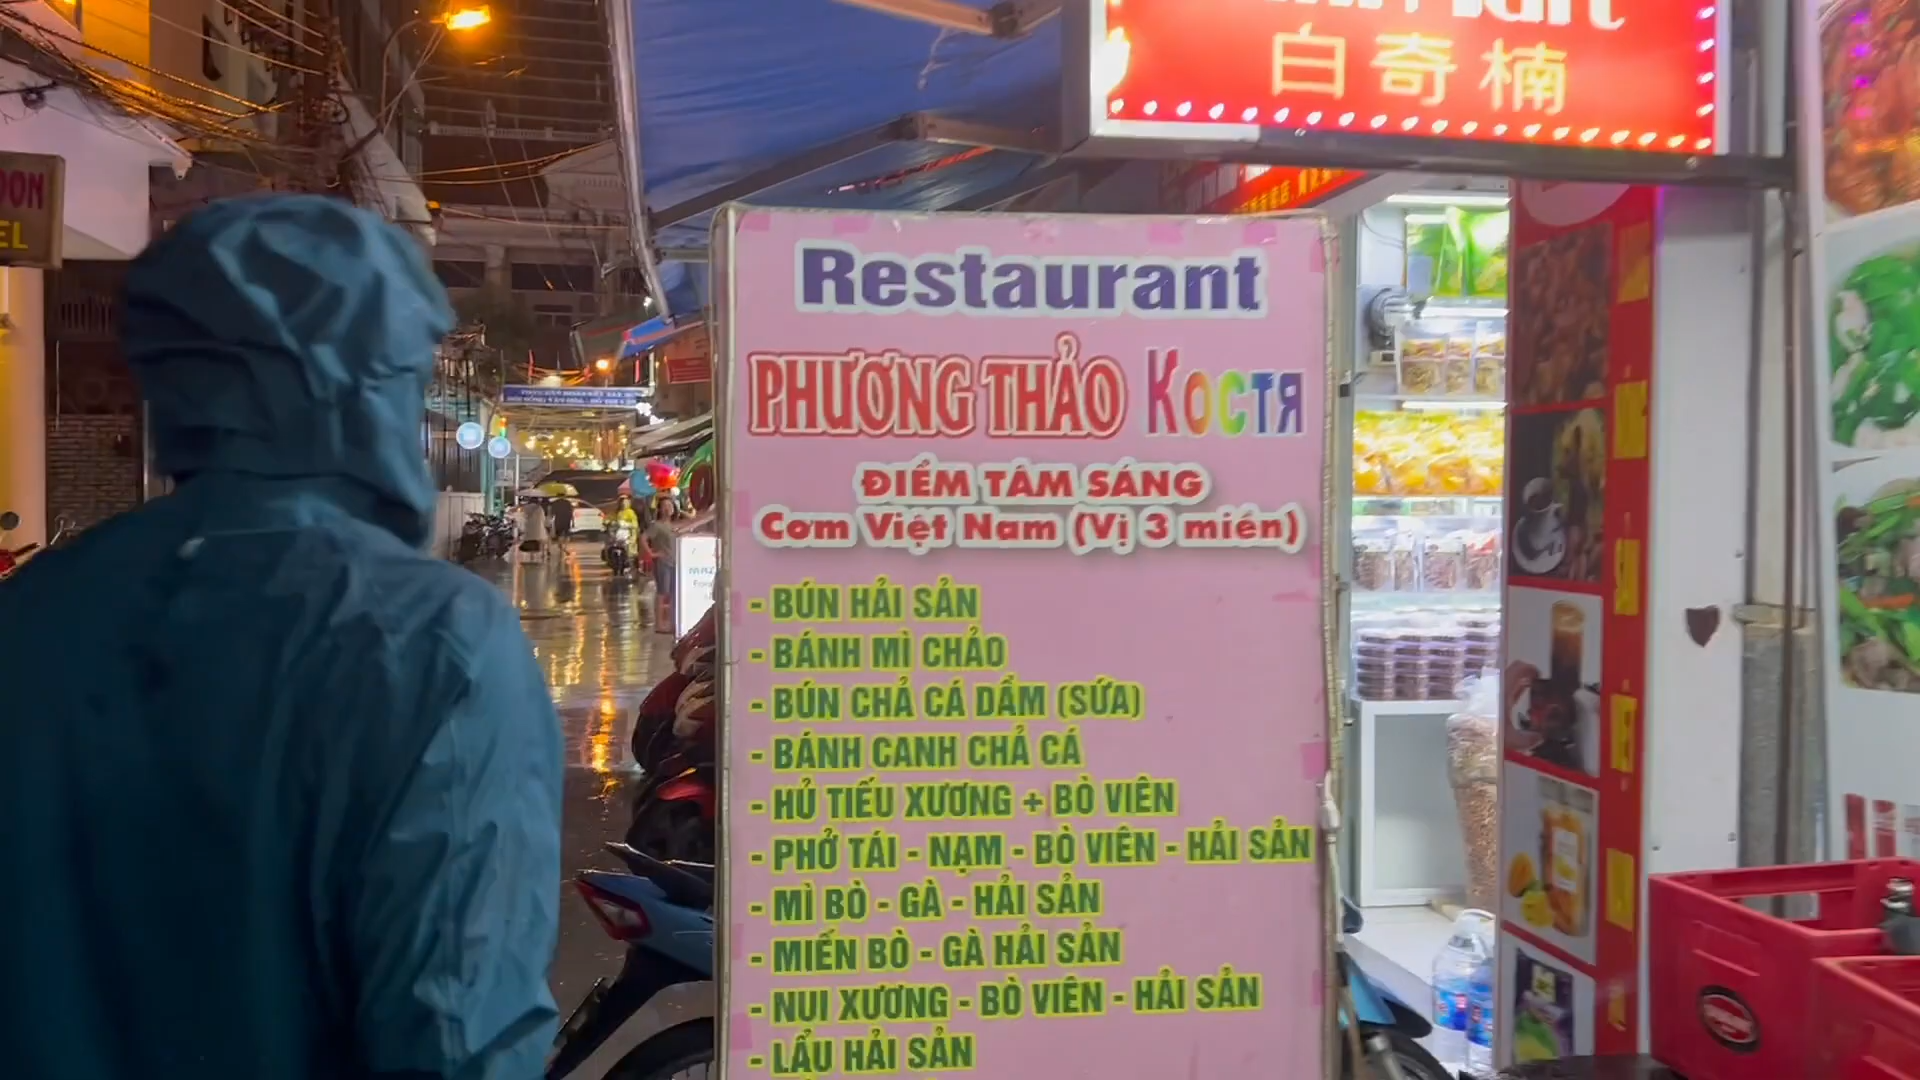 白奇楠
Restaurant
PHƯƠNG THẢO Костя
ĐIỂM TÂM SÁNG
Cơm Việt Nam (Vị 3 miền)
- BÚN HẢI SẢN
- BÁNH MÌ CHẢO
- BÚN CHẢ CÁ DẦM (SỨA)
- BÁNH CANH CHẢ CÁ
- HỦ TIẾU XƯƠNG + BÒ VIÊN
- PHỞ TÁI - NẠM - BÒ VIÊN - HẢI SẢN
- MÌ BÒ - GÀ - HẢI SẢN
- MIẾN BÒ - GÀ HẢI SẢN
- NUI XƯƠNG - BÒ VIÊN - HẢI SẢN
- LẨU HẢI SẢN